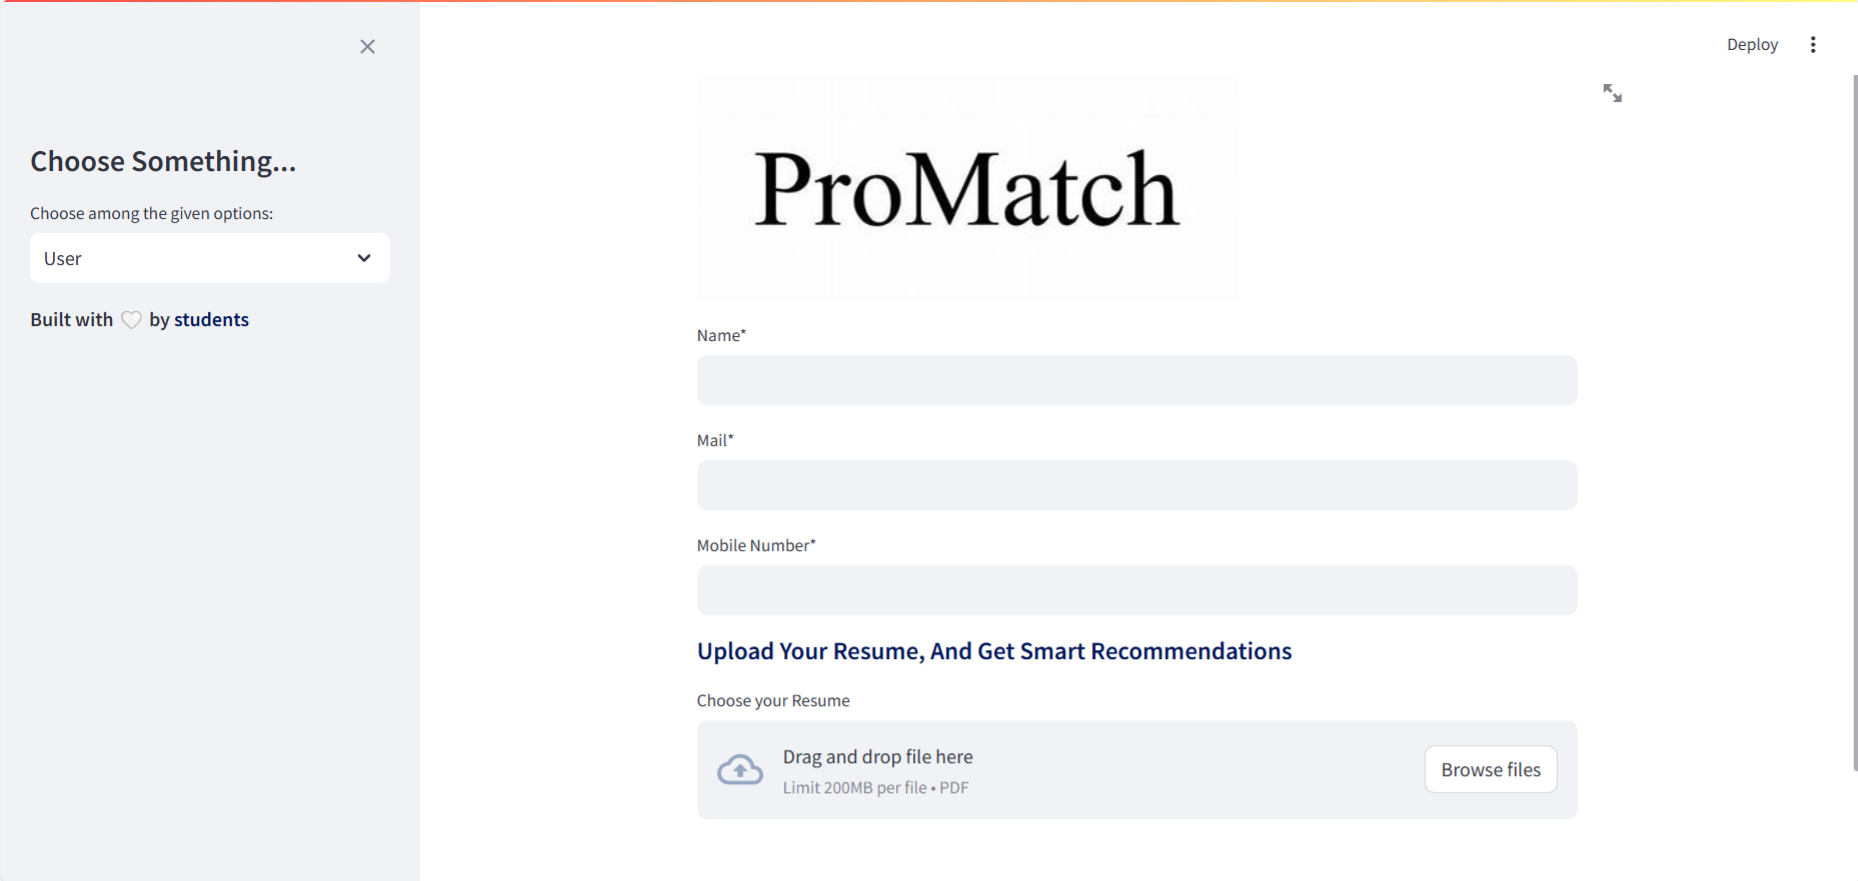 Deploy
Choose Something...
Choose among the given options:
User
Built with 🤍 by students
ProMatch
Name*
Mail*
Mobile Number*
Upload Your Resume, And Get Smart Recommendations
Choose your Resume
Drag and drop file here
Limit 200MB per file • PDF
Browse files